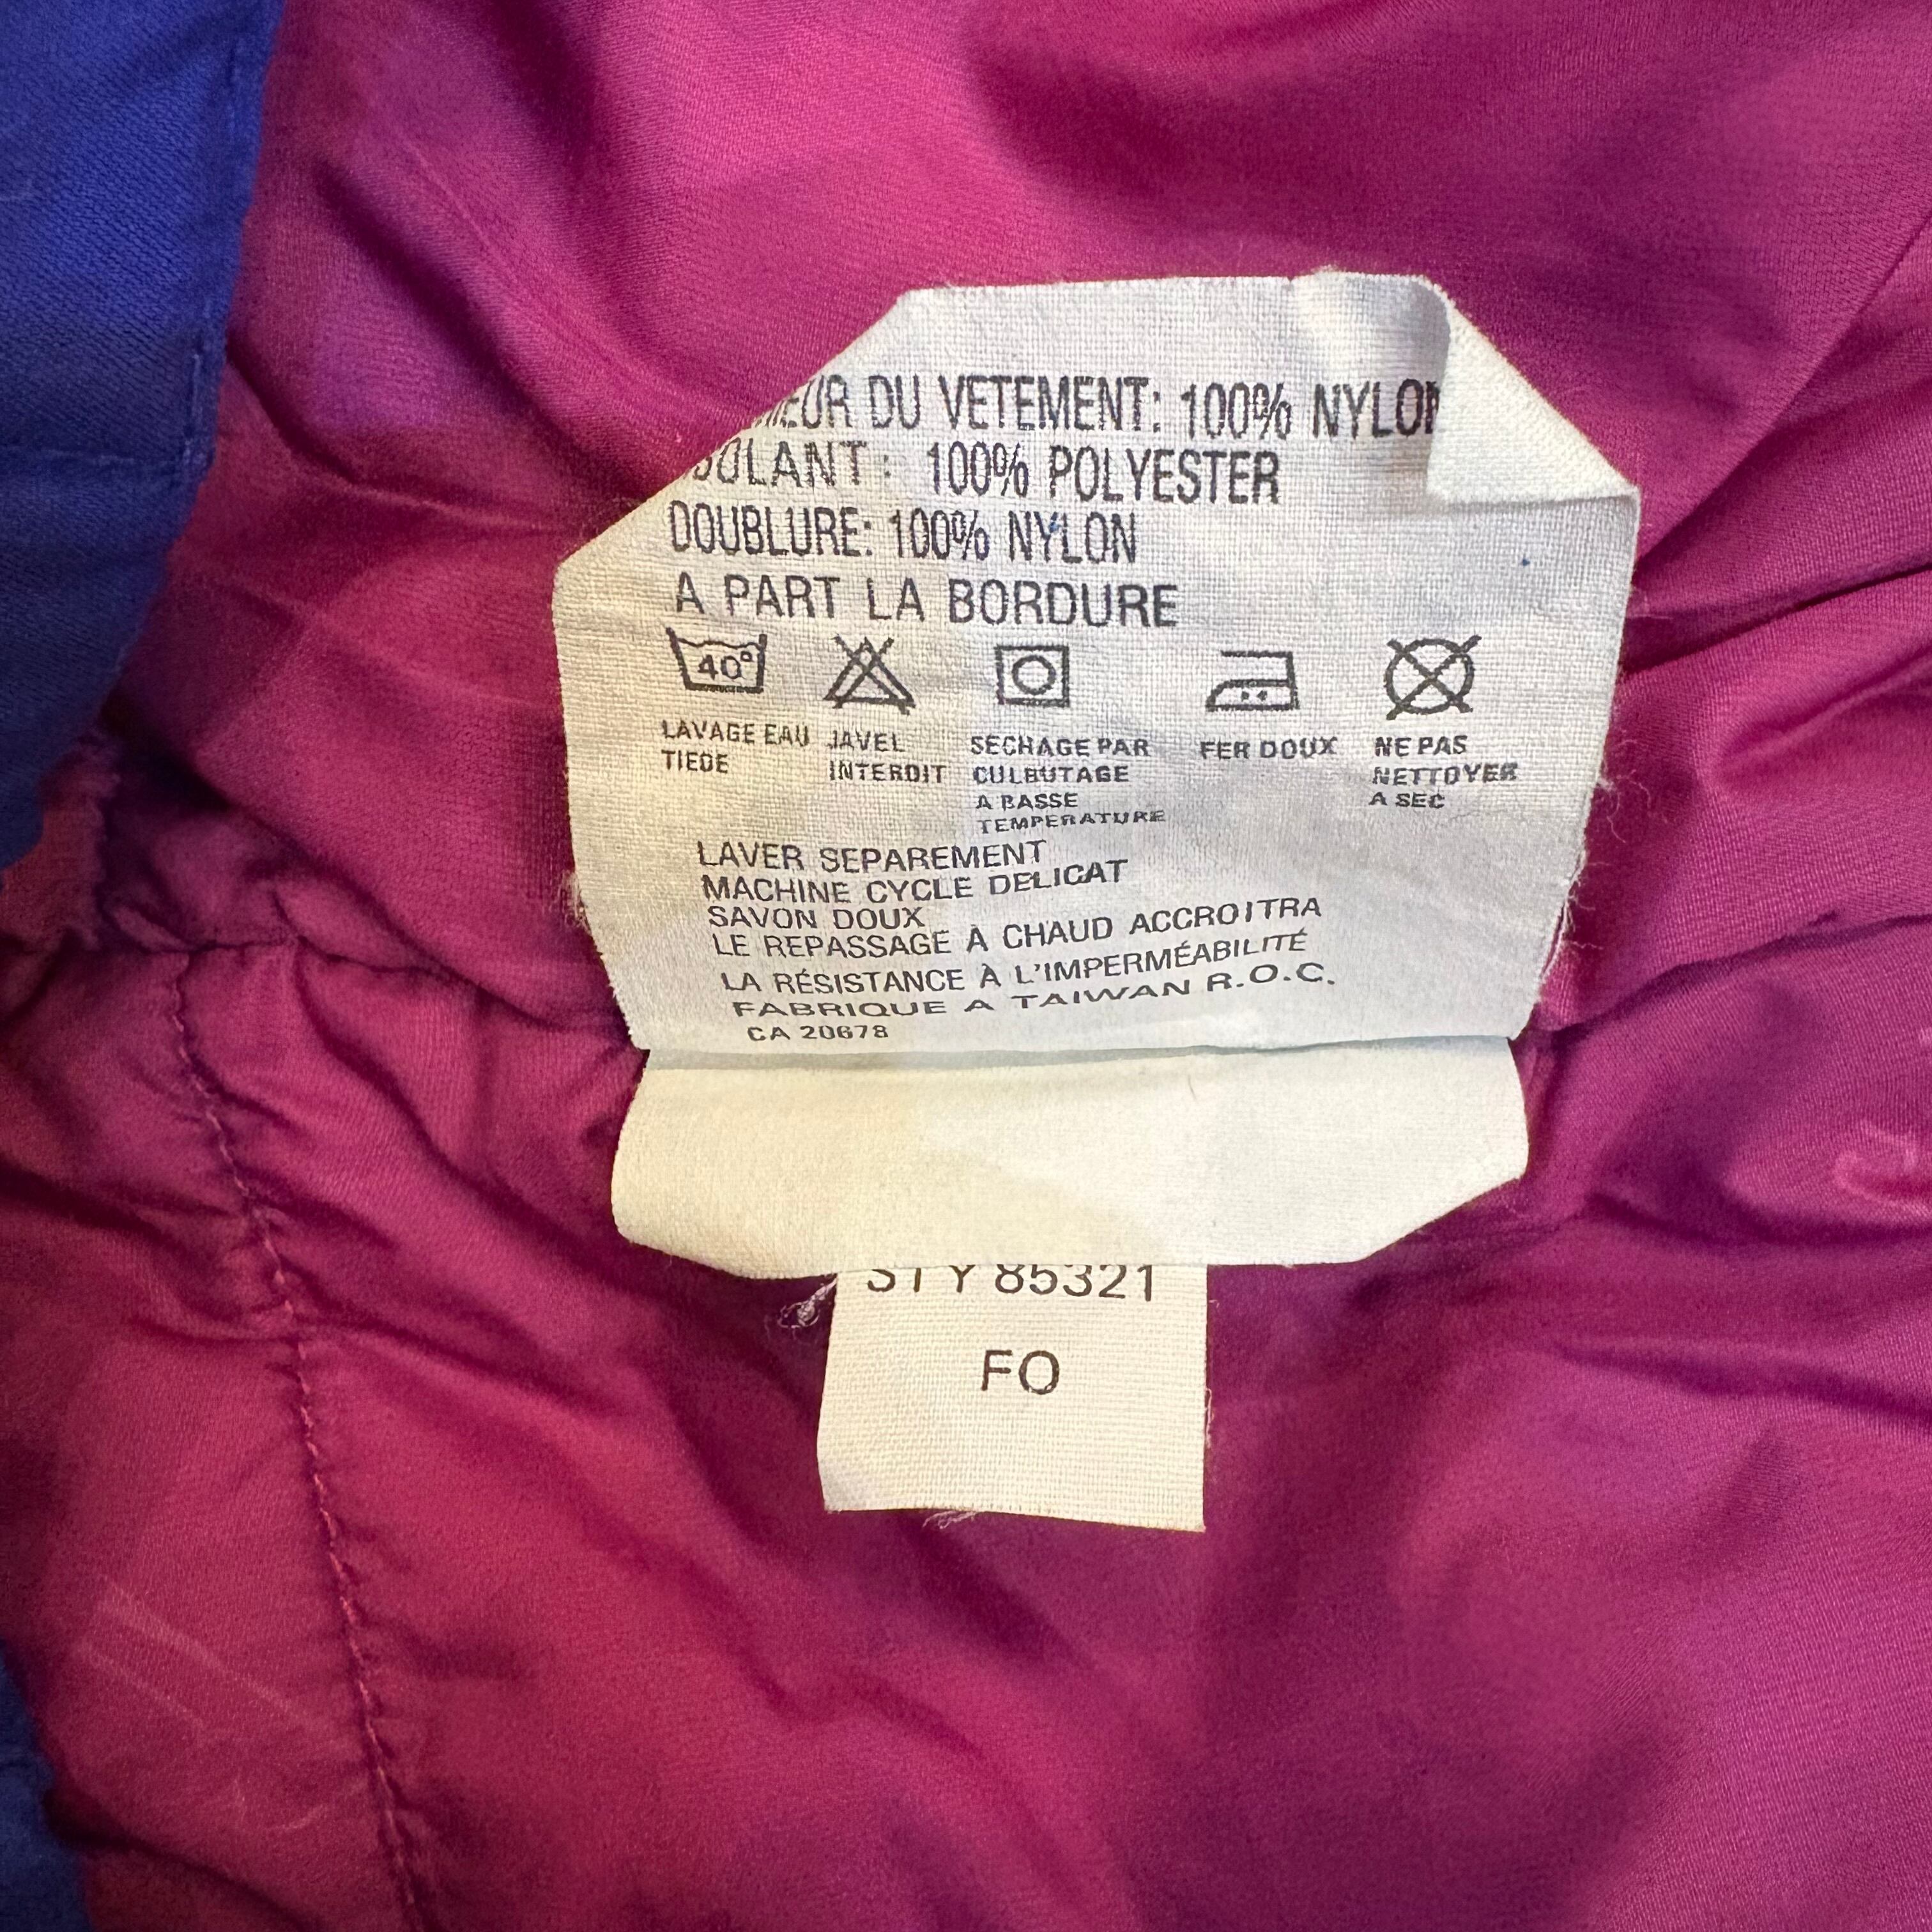 DU VETEMENT: 100% NYLON
100% POLYESTER
DOUBLURE: 100% NYLON
A PART LA BORDURE
40°
LAVAGE EAU TIEDE
JAVEL INTERDIT
SECHAGE PAR CULBUTAGE A BASSE TEMPERATURE
FER DOUX
NE PAS NETTOYER A SEC
LAVER SEPAREMENT
MACHINE CYCLE DELICAT
SAVON DOUX
LE REPASSAGE À CHAUD ACCROITRA
LA RÉSISTANCE À L'IMPERMÉABILITÉ
FABRIQUE A TAIWAN R.O.C.
CA 20678
STY 85321
FO